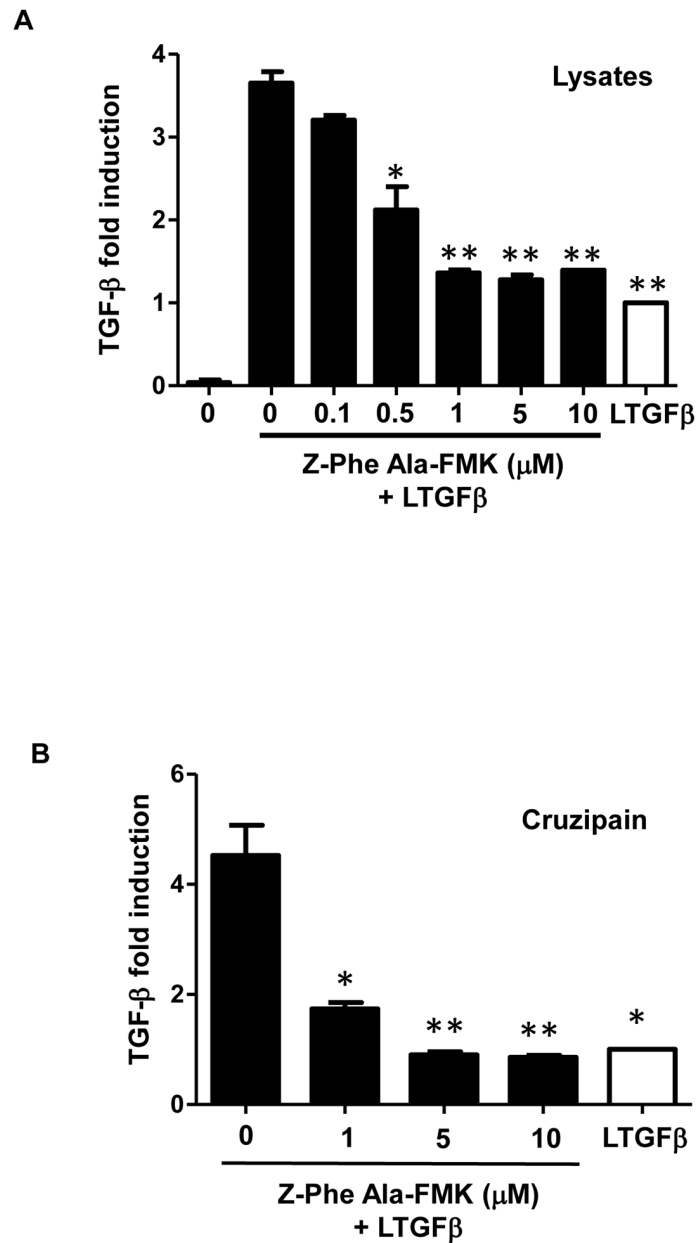 A
Lysates
TGF-β fold induction
4
3
2
1
0
*
**
**
**
**
0 0 0.1 0.5 1 5 10 LTGFβ
Z-Phe Ala-FMK (μM)
+ LTGFβ
B
Cruzipain
TGF-β fold induction
6
4
2
0
*
**
**
*
0 1 5 10 LTGFβ
Z-Phe Ala-FMK (μM)
+ LTGFβ